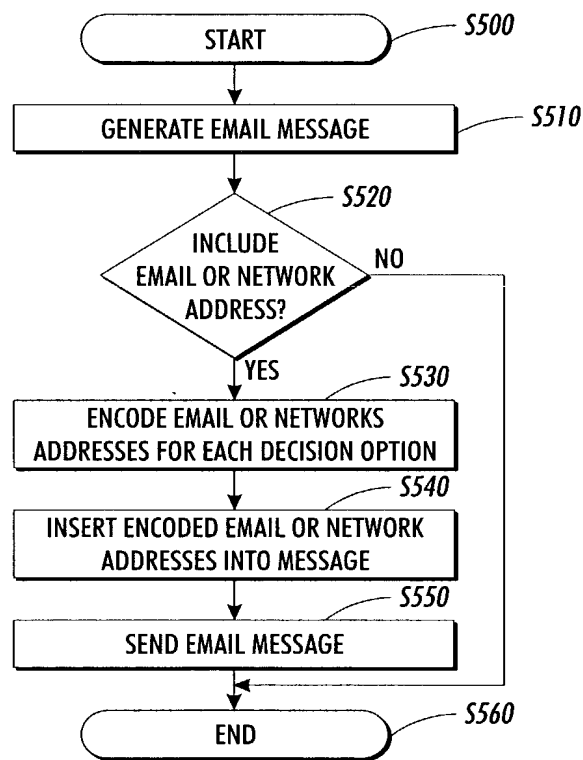 START
S500
GENERATE EMAIL MESSAGE
S510
S520
INCLUDE
EMAIL OR NETWORK
ADDRESS?
NO
YES
S530
ENCODE EMAIL OR NETWORKS
ADDRESSES FOR EACH DECISION OPTION
S540
INSERT ENCODED EMAIL OR NETWORK
ADDRESSES INTO MESSAGE
S550
SEND EMAIL MESSAGE
END
S560